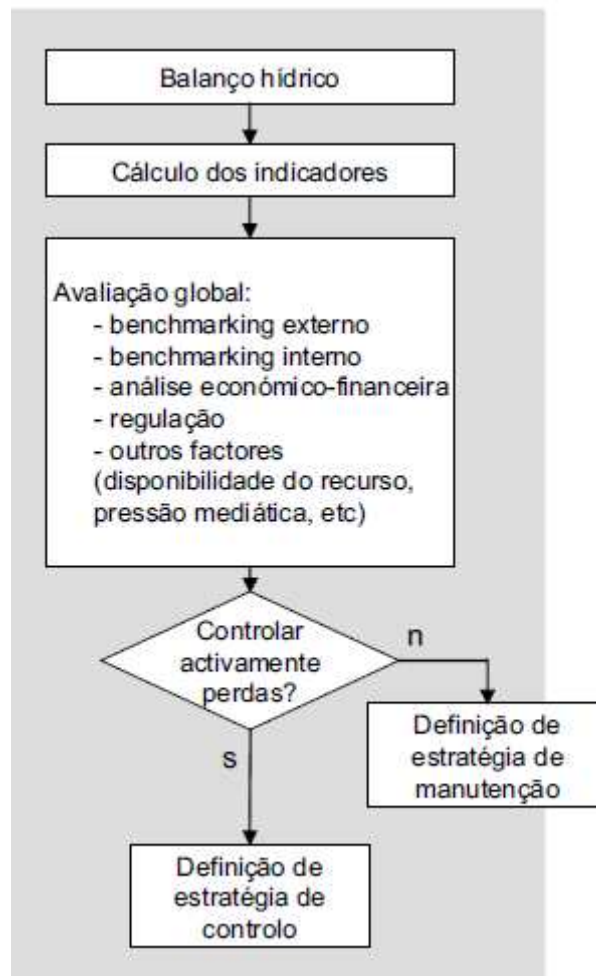 Balanço hídrico
Cálculo dos indicadores
Avaliação global:
- benchmarking externo
- benchmarking interno
- análise económico-financeira
- regulação
- outros factores
(disponibilidade do recurso,
pressão mediática, etc)
Controlar
activamente
perdas?
n
s
Definição de
estratégia de
manutenção
Definição de
estratégia de
controlo